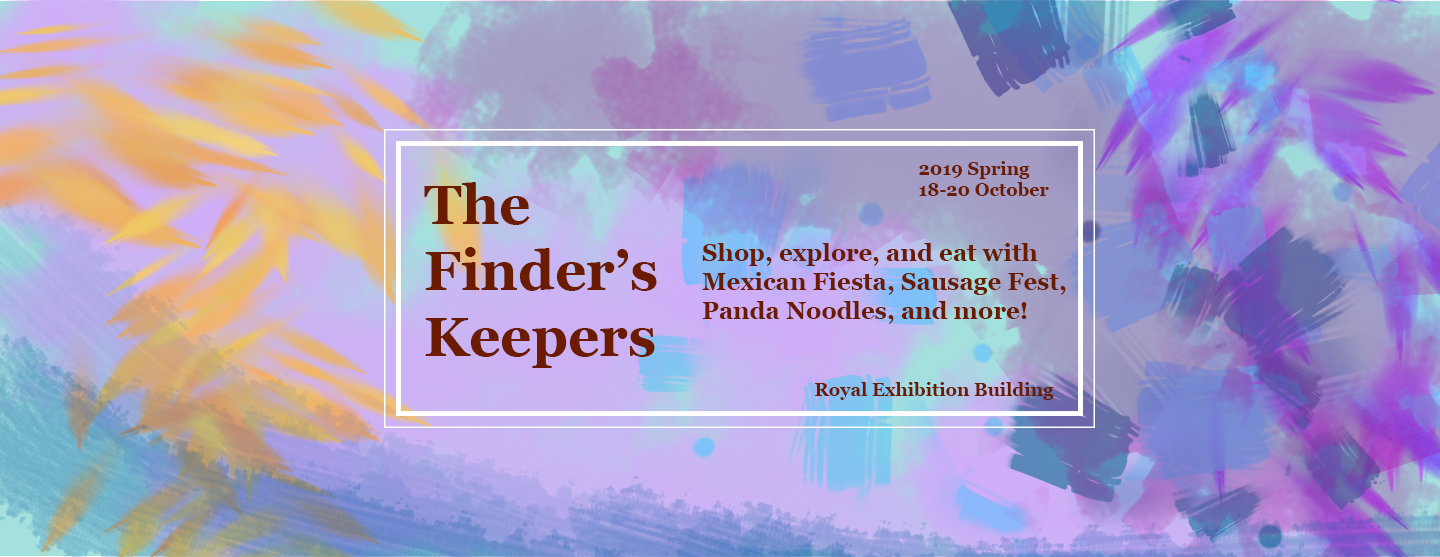 The
Finder’s
Keepers
2019 Spring
18-20 October
Shop, explore, and eat with
Mexican Fiesta, Sausage Fest,
Panda Noodles, and more!
Royal Exhibition Building